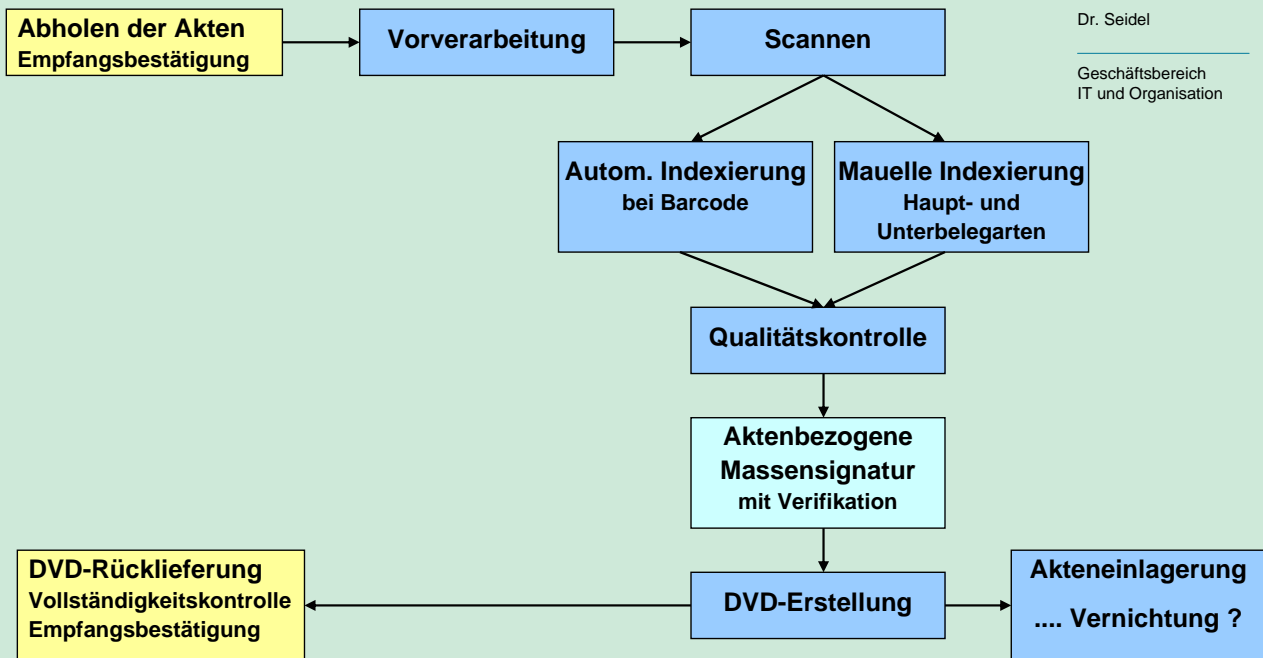 Abholen der Akten
Empfangsbestätigung
Vorverarbeitung
Scannen
Dr. Seidel
Geschäftsbereich
IT und Organisation
Autom. Indexierung
bei Barcode
Mauelle Indexierung
Haupt- und
Unterbelegarten
Qualitätskontrolle
Aktenbezogene
Massensignatur
mit Verifikation
DVD-Rücklieferung
Vollständigkeitskontrolle
Empfangsbestätigung
DVD-Erstellung
Akteneinlagerung
.... Vernichtung ?